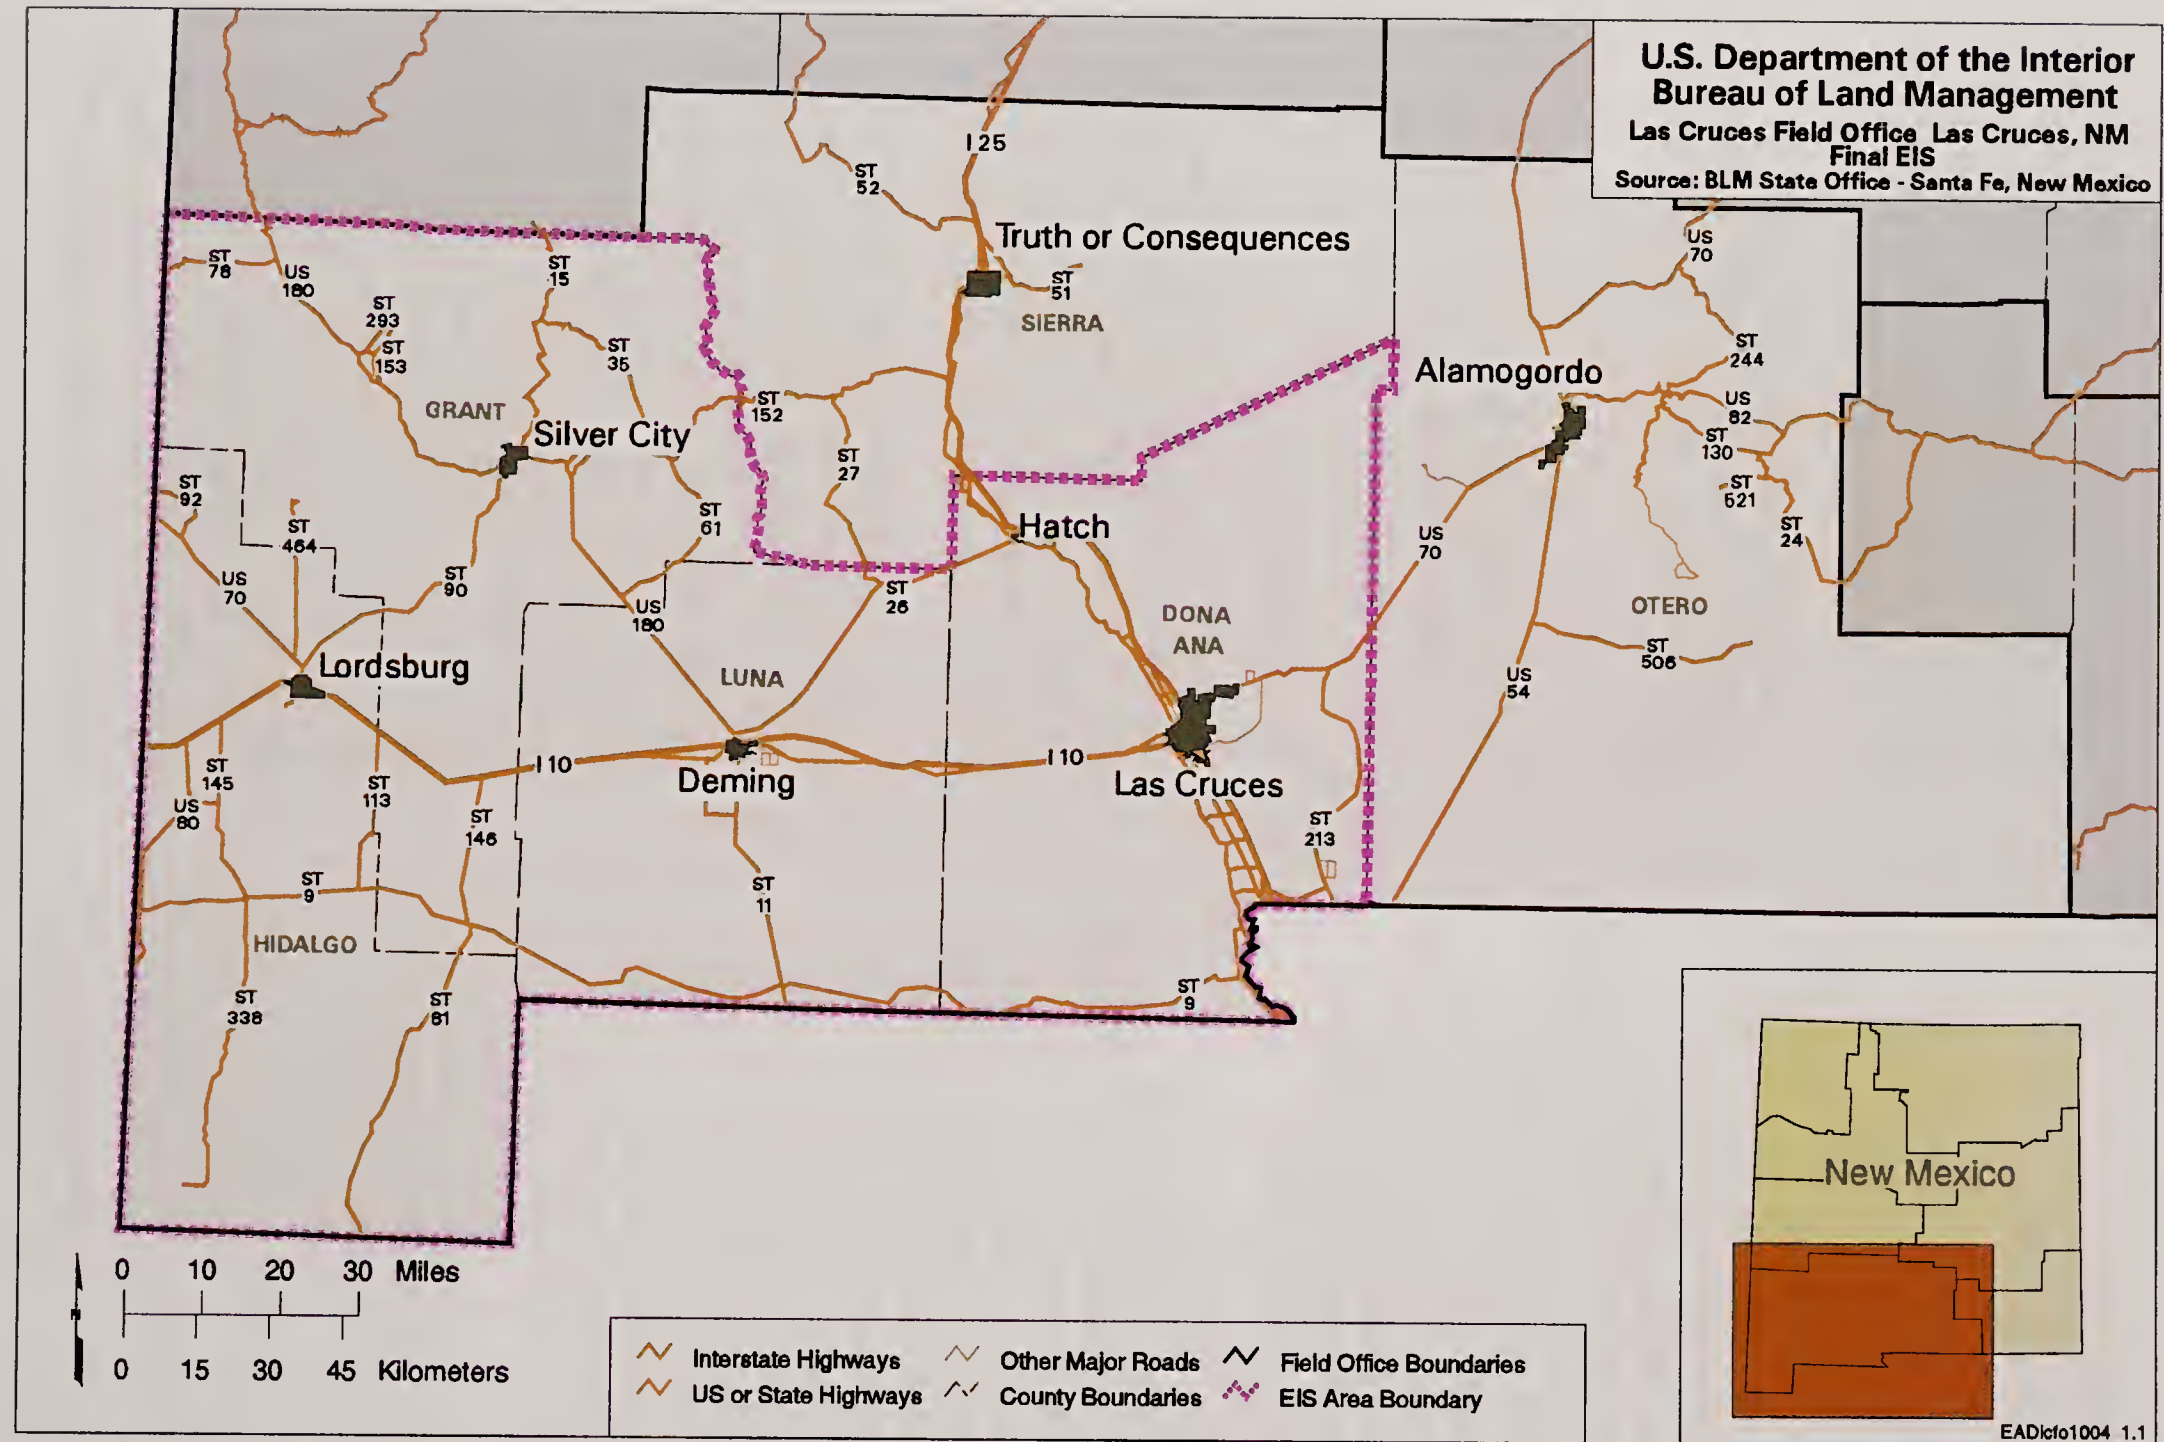 U.S. Department of the Interior
Bureau of Land Management
Las Cruces Field Office Las Cruces, NM
Final EIS
Source: BLM State Office - Santa Fe, New Mexico
I 25
ST
52
Truth or Consequences
ST
51
SIERRA
US
70
ST
78
US
180
ST
15
ST
293
ST
153
ST
35
ST
244
Alamogordo
GRANT
Silver City
ST
152
US
82
ST
130
ST
27
ST
92
ST
521
ST
61
Hatch
ST
464
ST
24
US
70
US
70
ST
90
ST
26
US
180
DONA
ANA
OTERO
ST
506
Lordsburg
LUNA
US
54
I 10
I 10
Deming
Las Cruces
ST
145
ST
113
US
80
ST
146
ST
213
ST
9
ST
11
HIDALGO
ST
338
ST
81
ST
9
New Mexico
0 10 20 30 Miles
0 15 30 45 Kilometers
Interstate Highways
US or State Highways
Other Major Roads
County Boundaries
Field Office Boundaries
EIS Area Boundary
EADlcfo1004 1.1